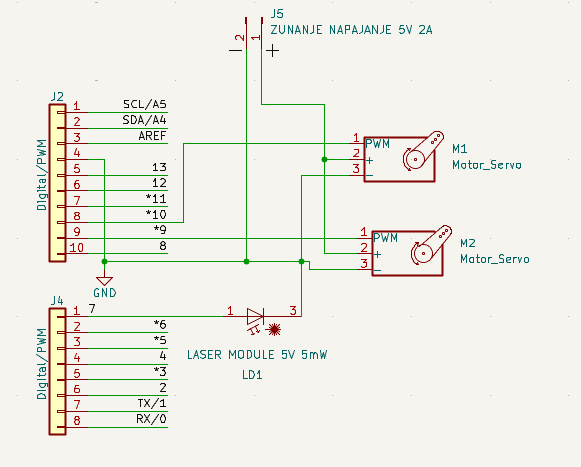 J5
ZUNANJE NAPAJANJE 5V 2A
2
1
— +
J2
Digital/PWM
1 SCL/A5
2 SDA/A4
3 AREF
4
5 13
6 12
7 *11
8 *10
9 *9
10 8
GND
1 PWM
2 +
3 -
M1
Motor_Servo
1 PWM
2 +
3 -
M2
Motor_Servo
J4
Digital/PWM
1 7
2 *6
3 *5
4 4
5 *3
6 2
7 TX/1
8 RX/0
1 3
LASER MODULE 5V 5mW
LD1